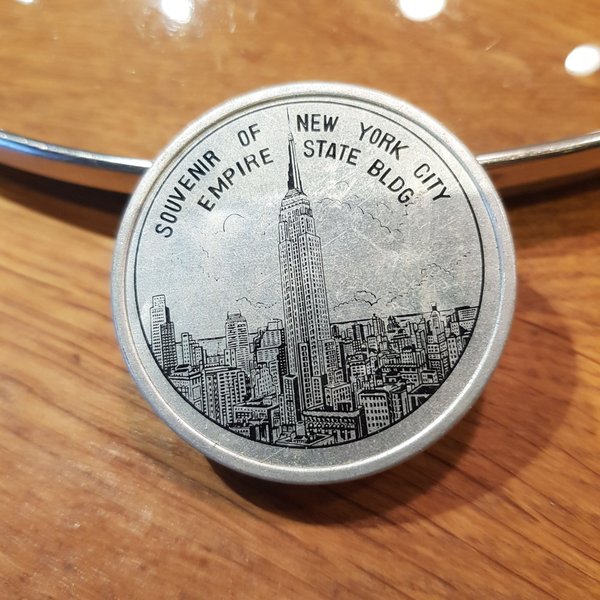 SOUVENIR OF NEW YORK CITY
EMPIRE STATE BLDG.